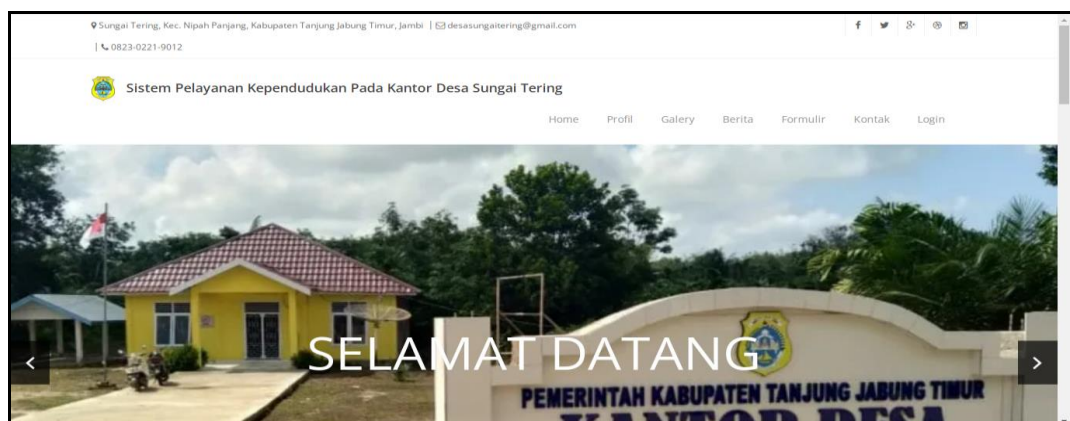 Sungai Tering, Kec. Nipah Panjang, Kabupaten Tanjung Jabung Timur, Jambi | desasungaitering@gmail.com
| 0823-0221-9012
Sistem Pelayanan Kependudukan Pada Kantor Desa Sungai Tering
Home Profil Galery Berita Formulir Kontak Login
SELAMAT DATANG
PEMERINTAH KABUPATEN TANJUNG JABUNG TIMUR
KANTOR DESA